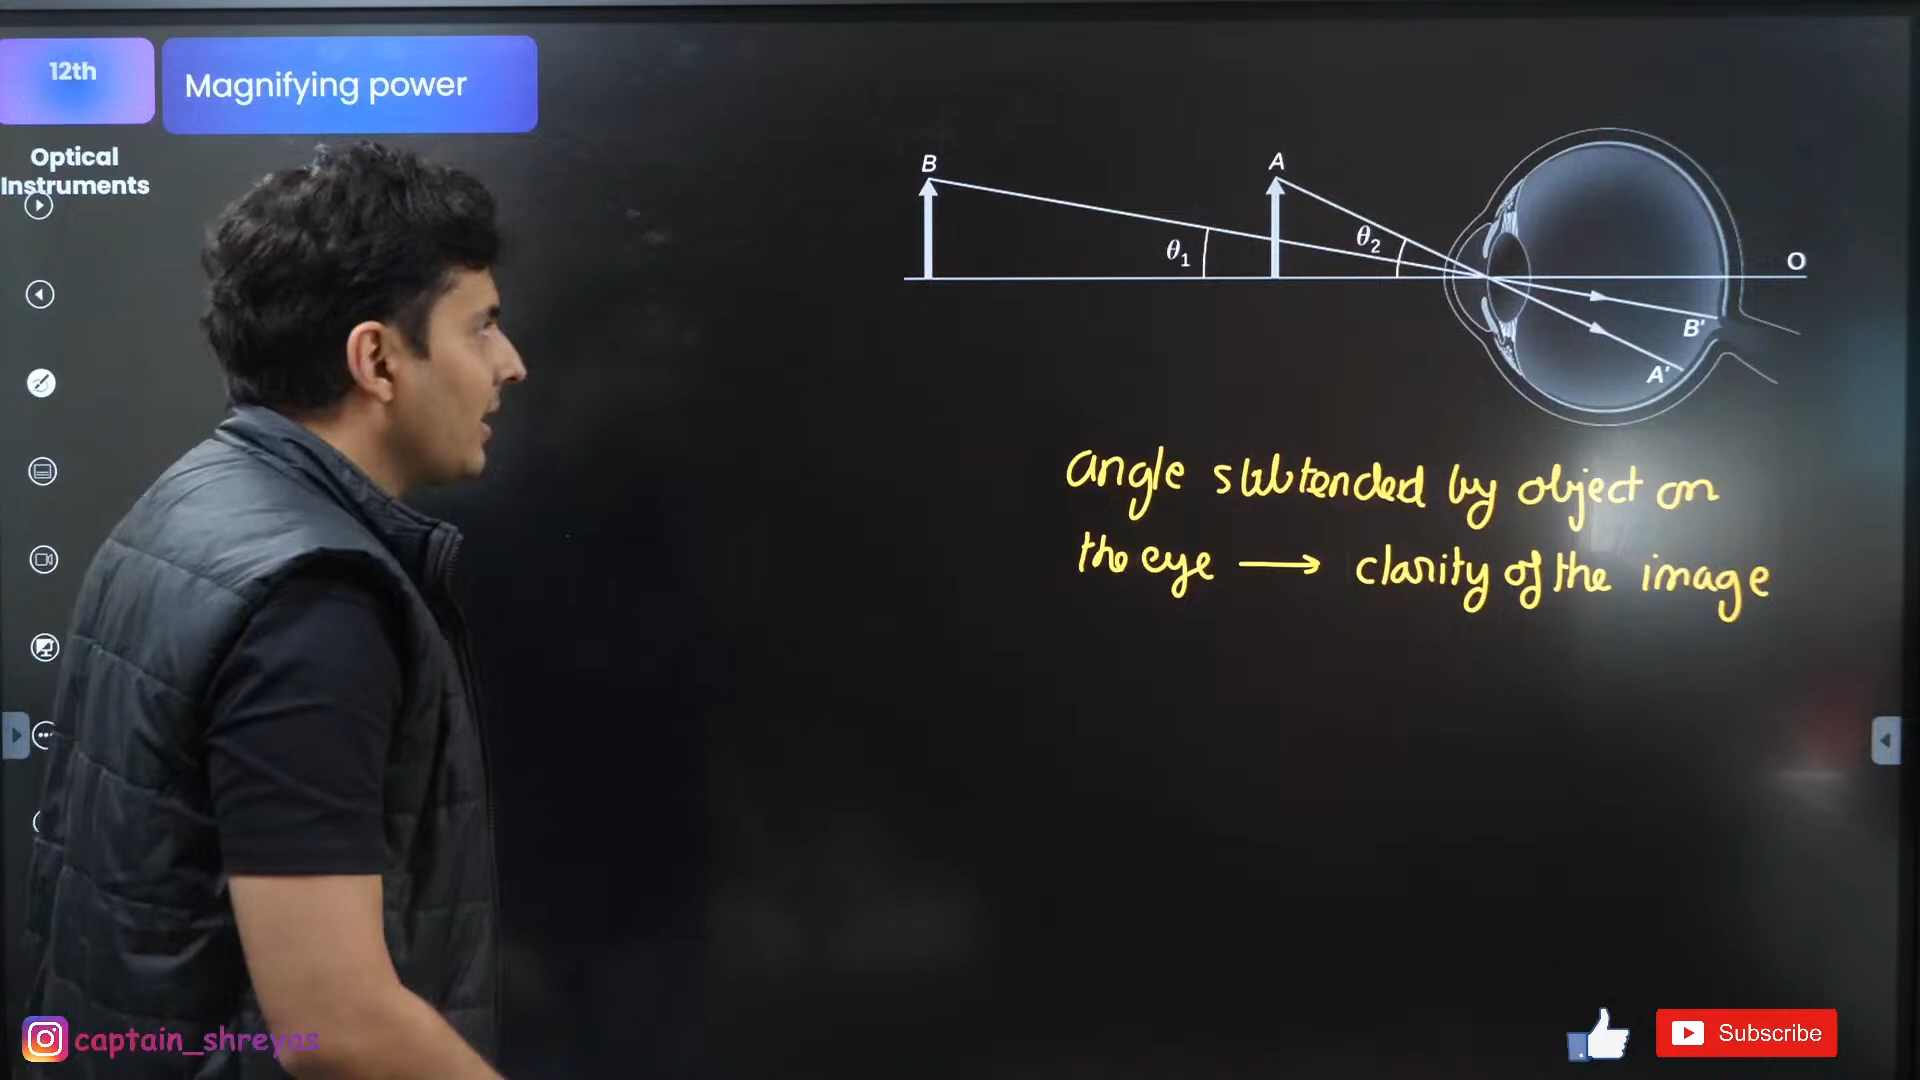 12th
Magnifying power
Optical
Instruments
B
A
θ1
θ2
O
B'
A'
angle subtended by object on
the eye → clarity of the image
captain_shreyas
Subscribe